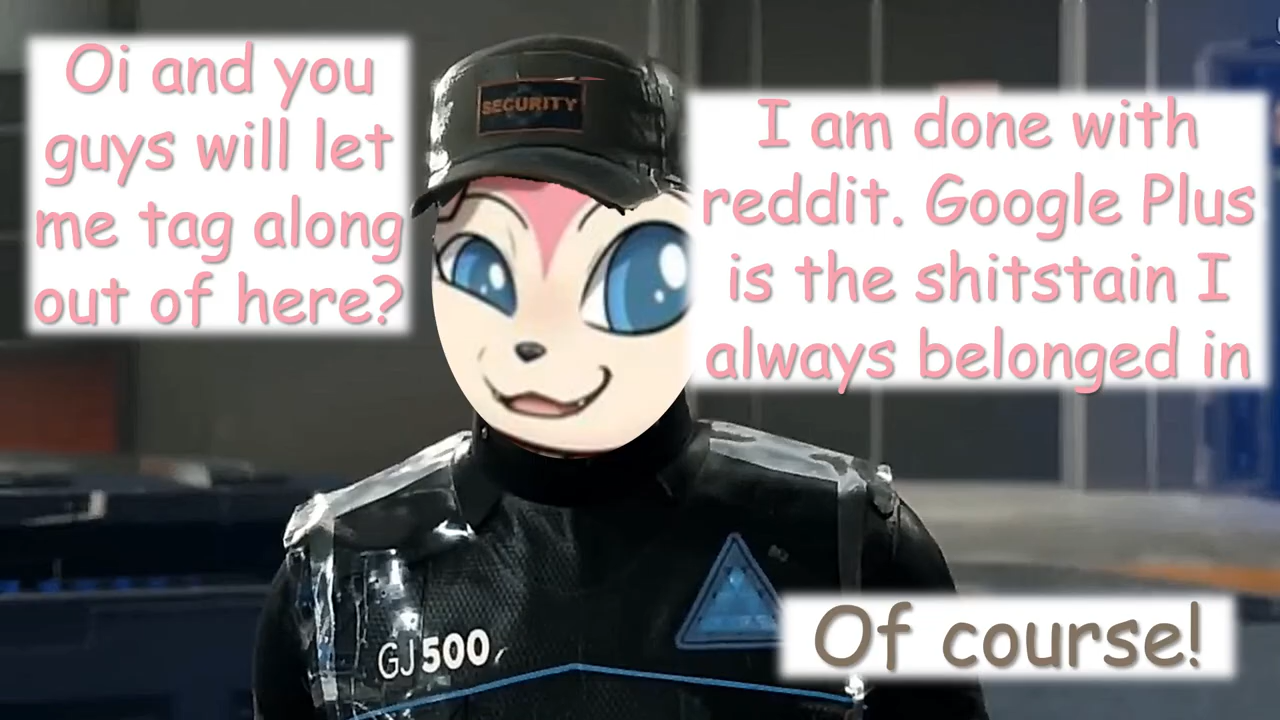 Oi and you
guys will let
me tag along
out of here?
I am done with
reddit. Google Plus
is the shitstain I
always belonged in
SECURITY
GJ500
Of course!